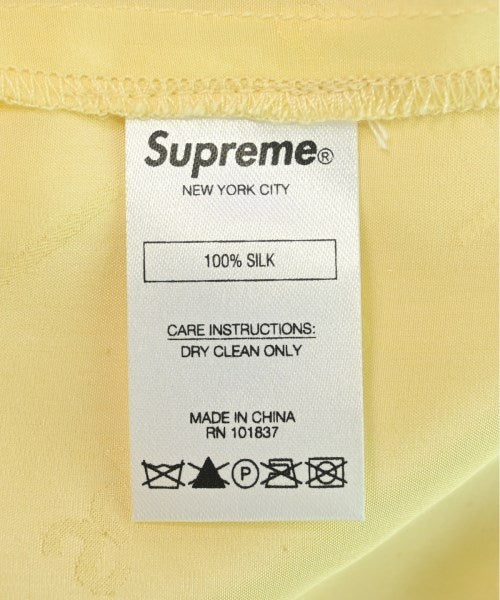 Supreme®
NEW YORK CITY
100% SILK
CARE INSTRUCTIONS:
DRY CLEAN ONLY
MADE IN CHINA
RN 101837
P